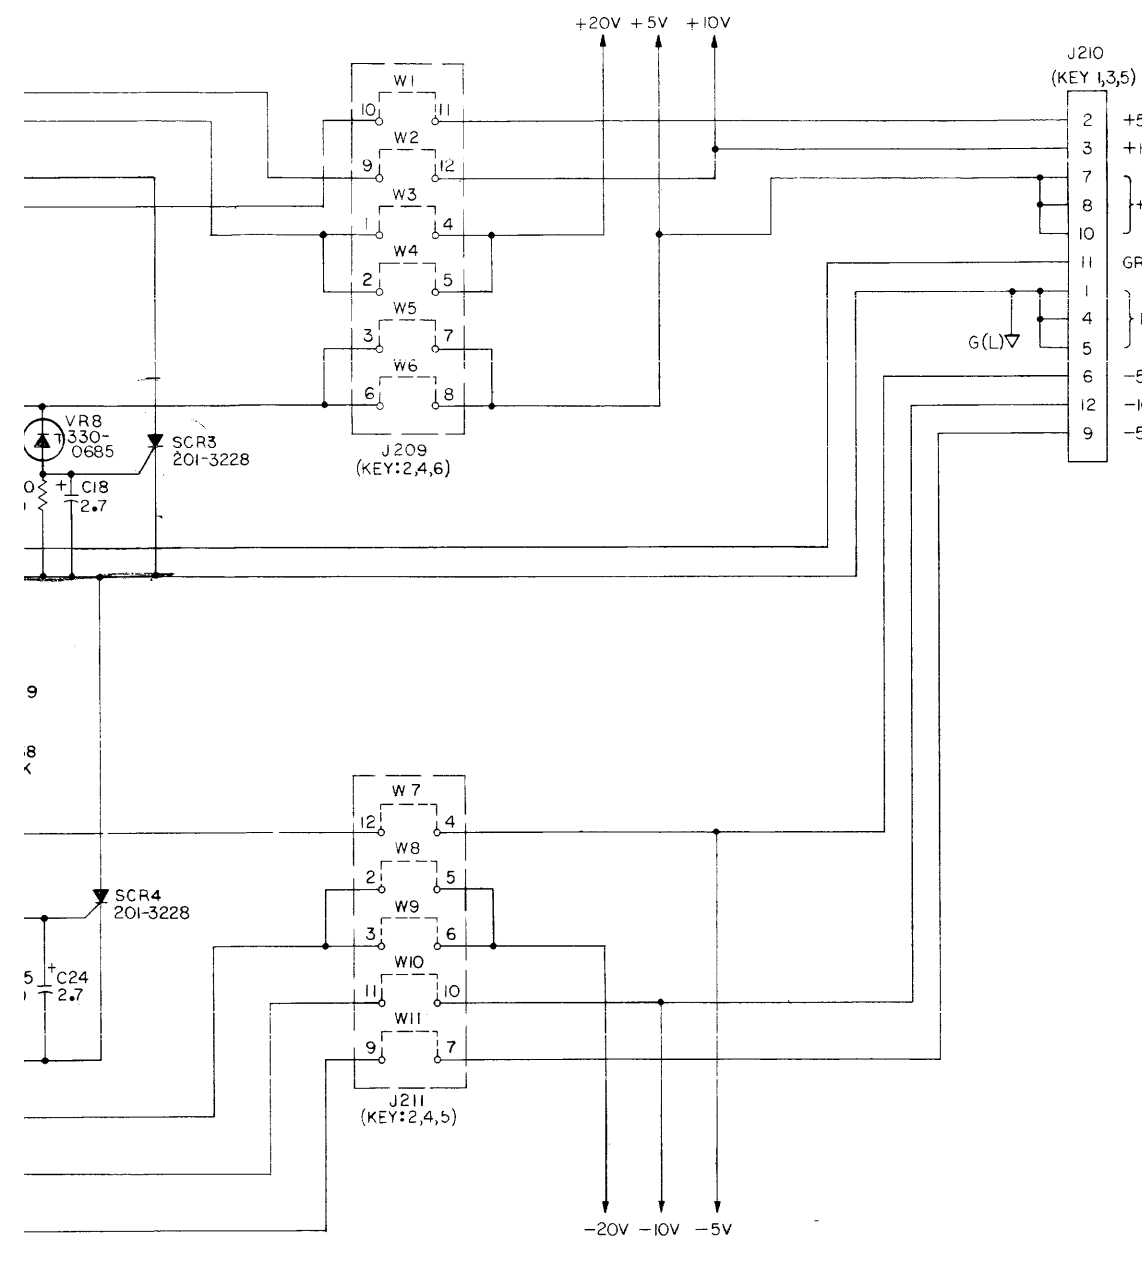 +20V +5V +10V
J210
(KEY 1,3,5)
W1
10 11
2
W2
3
9 12
7
W3
8
1 4
10
W4
11
2 5
1
W5
4
G(L)
3 7
5
W6
6
6 8
12
9
J209
(KEY:2,4,6)
VR8
330-
0685
SCR3
201-3228
+ C18
2.7
9
W7
12 4
W8
2 5
SCR4
201-3228
W9
3 6
+ C24
2.7
W10
11 10
W11
9 7
J211
(KEY:2,4,5)
-20V -10V -5V